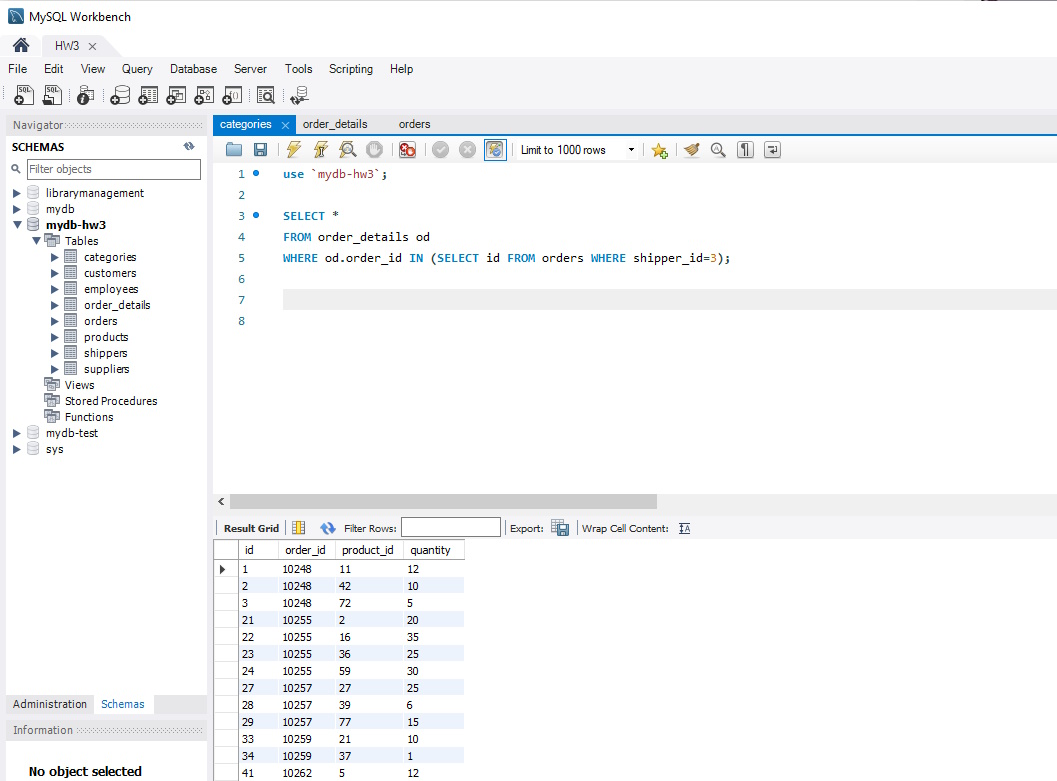 MySQL Workbench
HW3
File Edit View Query Database Server Tools Scripting Help
Navigator
SCHEMAS
Filter objects
librarymanagement
mydb
mydb-hw3
Tables
categories
customers
employees
order_details
orders
products
shippers
suppliers
Views
Stored Procedures
Functions
mydb-test
sys
Administration Schemas
Information
No object selected
categories order_details orders
Limit to 1000 rows
1 use `mydb-hw3`;
2
3 SELECT *
4 FROM order_details od
5 WHERE od.order_id IN (SELECT id FROM orders WHERE shipper_id=3);
6
7
8
Result Grid Filter Rows: Export: Wrap Cell Content:
id order_id product_id quantity
1 10248 11 12
2 10248 42 10
3 10248 72 5
21 10255 2 20
22 10255 16 35
23 10255 36 25
24 10255 59 30
27 10257 27 25
28 10257 39 6
29 10257 77 15
33 10259 21 10
34 10259 37 1
41 10262 5 12